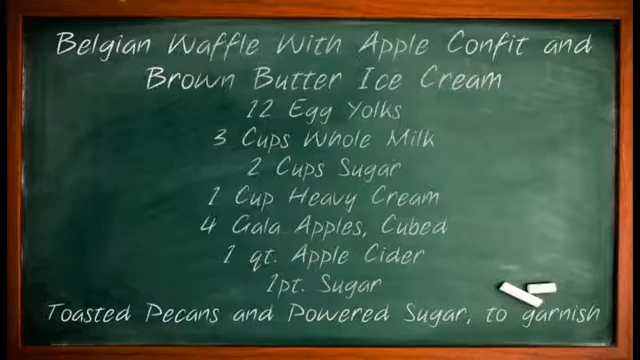 Belgian Waffle With Apple Confit and
Brown Butter Ice Cream
12 Egg Yolks
3 Cups Whole Milk
2 Cups Sugar
1 Cup Heavy Cream
4 Gala Apples, Cubed
1 qt. Apple Cider
1pt. Sugar
Toasted Pecans and Powered Sugar, to garnish